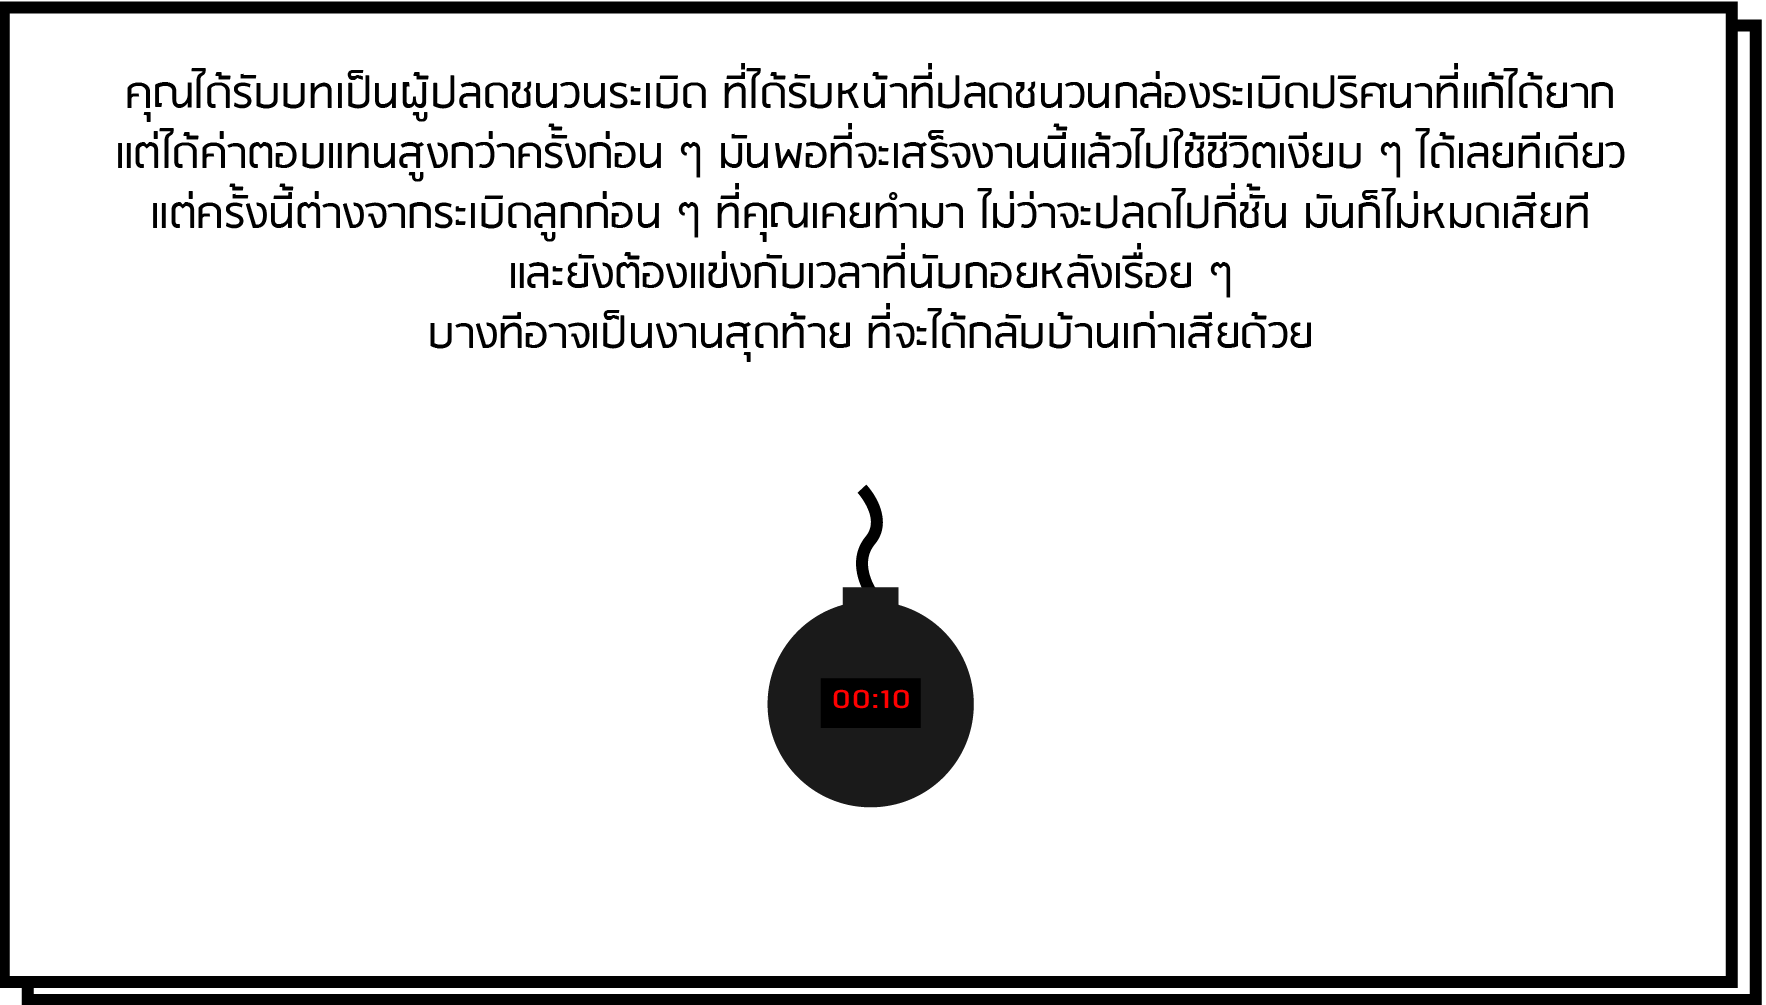 คุณได้รับบทเป็นผู้ปลดชนวนระเบิด ที่ได้รับหน้าที่ปลดชนวนกล่องระเบิดปริศนาที่แก้ได้ยาก
แต่ได้ค่าตอบแทนสูงกว่าครั้งก่อน ๆ มันพอที่จะเสร็จงานนี้แล้วไปใช้ชีวิตเงียบ ๆ ได้เลยทีเดียว
แต่ครั้งนี้ต่างจากระเบิดลูกก่อน ๆ ที่คุณเคยทำมา ไม่ว่าจะปลดไปกี่ชั้น มันก็ไม่หมดเสียที
และยังต้องแข่งกับเวลาที่นับถอยหลังเรื่อย ๆ
บางทีอาจเป็นงานสุดท้าย ที่จะได้กลับบ้านเก่าเสียด้วย
00:10